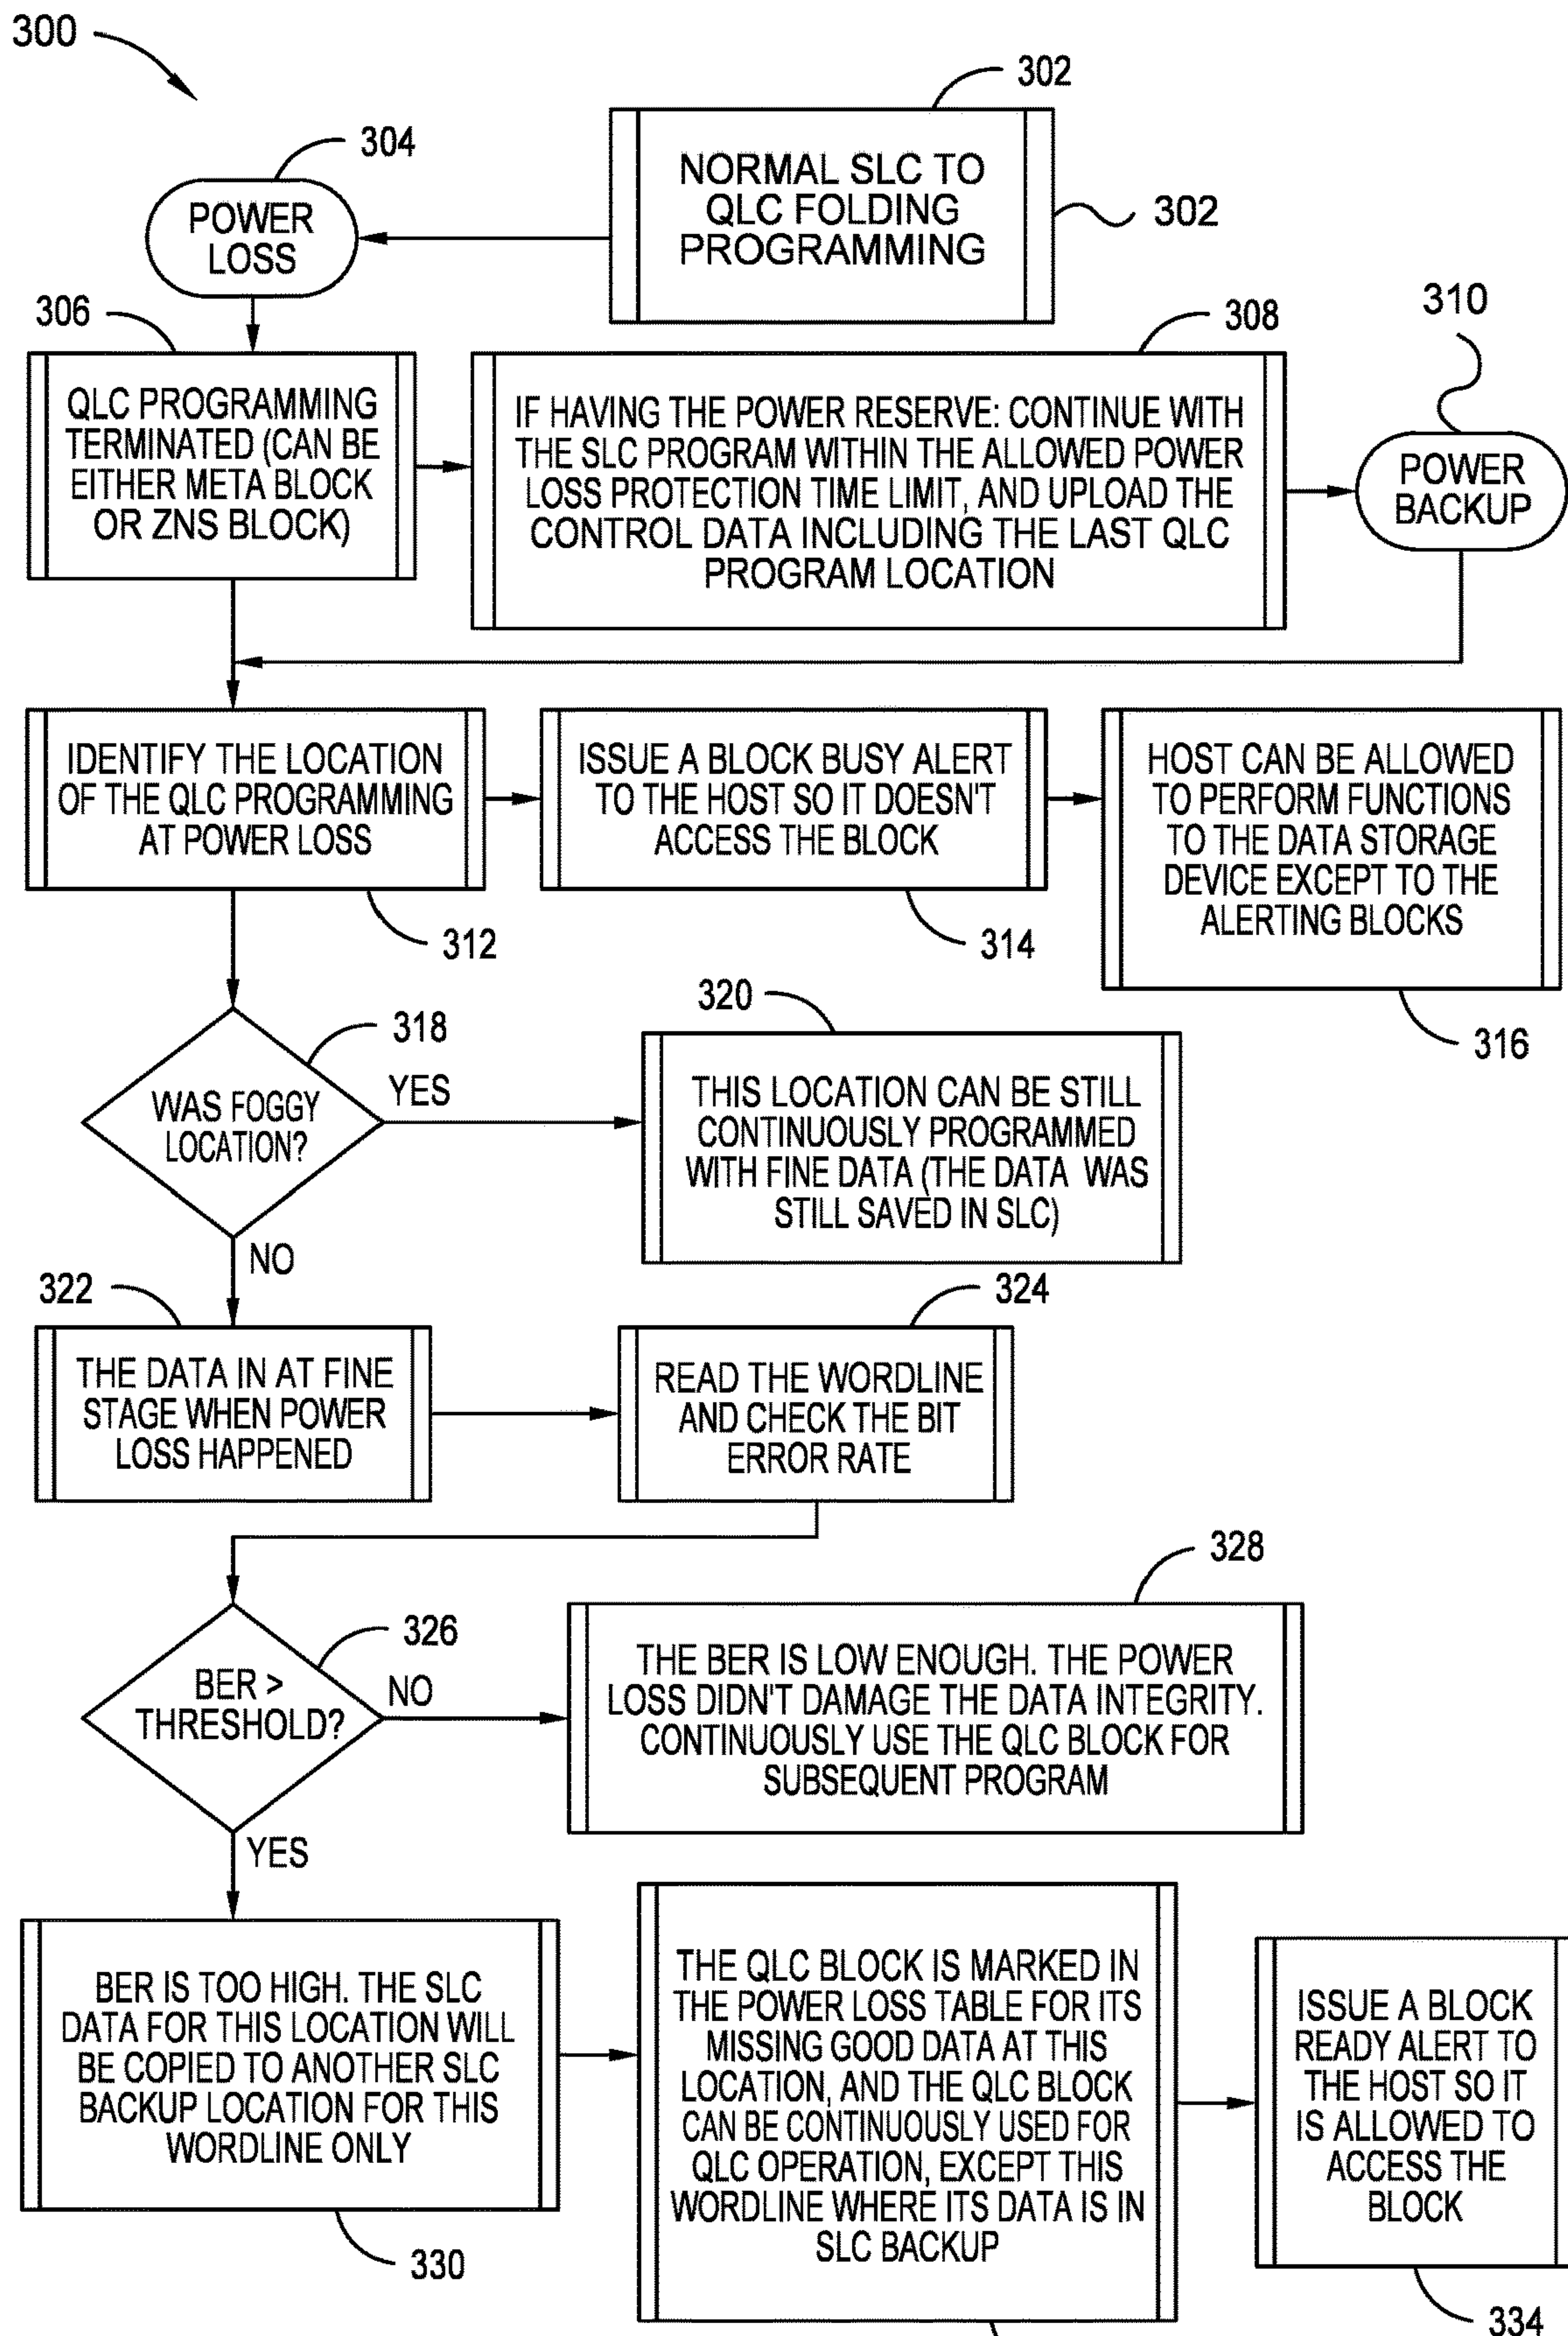 300
302
304
POWER
LOSS
NORMAL SLC TO
QLC FOLDING
PROGRAMMING
302
306
308
310
QLC PROGRAMMING
TERMINATED (CAN BE
EITHER META BLOCK
OR ZNS BLOCK)
IF HAVING THE POWER RESERVE: CONTINUE WITH
THE SLC PROGRAM WITHIN THE ALLOWED POWER
LOSS PROTECTION TIME LIMIT, AND UPLOAD THE
CONTROL DATA INCLUDING THE LAST QLC
PROGRAM LOCATION
POWER
BACKUP
IDENTIFY THE LOCATION
OF THE QLC PROGRAMMING
AT POWER LOSS
312
ISSUE A BLOCK BUSY ALERT
TO THE HOST SO IT DOESN'T
ACCESS THE BLOCK
314
HOST CAN BE ALLOWED
TO PERFORM FUNCTIONS
TO THE DATA STORAGE
DEVICE EXCEPT TO THE
ALERTING BLOCKS
316
318
WAS FOGGY
LOCATION?
YES
NO
320
THIS LOCATION CAN BE STILL
CONTINUOUSLY PROGRAMMED
WITH FINE DATA (THE DATA WAS
STILL SAVED IN SLC)
322
THE DATA IN AT FINE
STAGE WHEN POWER
LOSS HAPPENED
324
READ THE WORDLINE
AND CHECK THE BIT
ERROR RATE
326
BER >
THRESHOLD?
NO
YES
328
THE BER IS LOW ENOUGH. THE POWER
LOSS DIDN'T DAMAGE THE DATA INTEGRITY.
CONTINUOUSLY USE THE QLC BLOCK FOR
SUBSEQUENT PROGRAM
BER IS TOO HIGH. THE SLC
DATA FOR THIS LOCATION WILL
BE COPIED TO ANOTHER SLC
BACKUP LOCATION FOR THIS
WORDLINE ONLY
330
THE QLC BLOCK IS MARKED IN
THE POWER LOSS TABLE FOR ITS
MISSING GOOD DATA AT THIS
LOCATION, AND THE QLC BLOCK
CAN BE CONTINUOUSLY USED FOR
QLC OPERATION, EXCEPT THIS
WORDLINE WHERE ITS DATA IS IN
SLC BACKUP
ISSUE A BLOCK
READY ALERT TO
THE HOST SO IT
IS ALLOWED TO
ACCESS THE
BLOCK
334